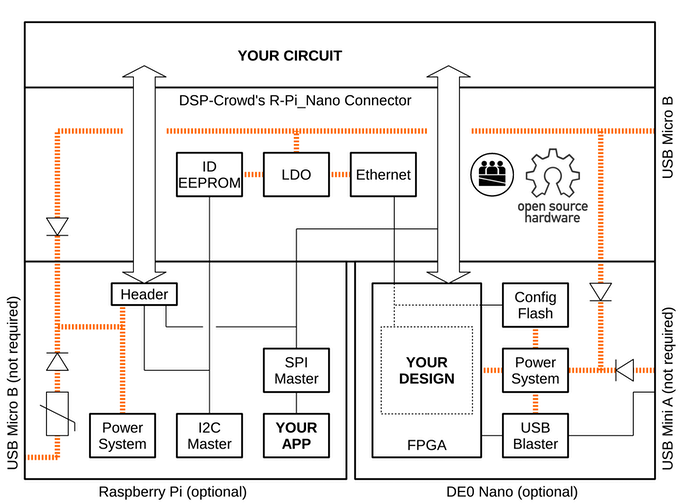 YOUR CIRCUIT
DSP-Crowd's R-Pi_Nano Connector
USB Micro B
ID
EEPROM
LDO
Ethernet
open source
hardware
Header
Config
Flash
USB Micro B (not required)
USB Mini A (not required)
SPI
Master
YOUR
DESIGN
Power
System
Power
System
I2C
Master
YOUR
APP
FPGA
USB
Blaster
Raspberry Pi (optional)
DE0 Nano (optional)